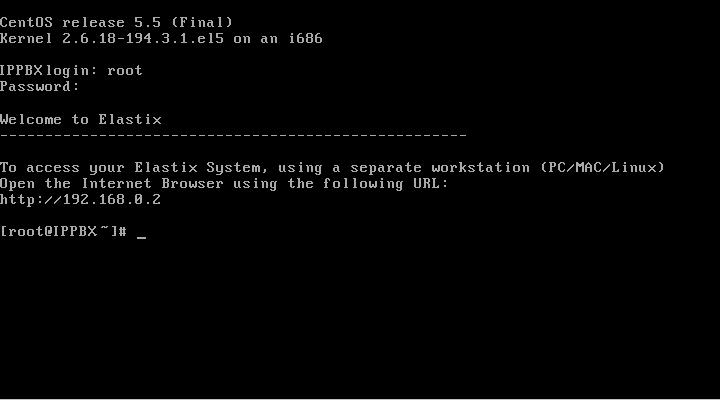 CentOS release 5.5 (Final)
Kernel 2.6.18-194.3.1.el5 on an i686
IPPBXlogin: root
Password:
Welcome to Elastix
----------------------------------------------------
To access your Elastix System, using a separate workstation (PC/MAC/Linux)
Open the Internet Browser using the following URL:
http://192.168.0.2
[root@IPPBX~]# _